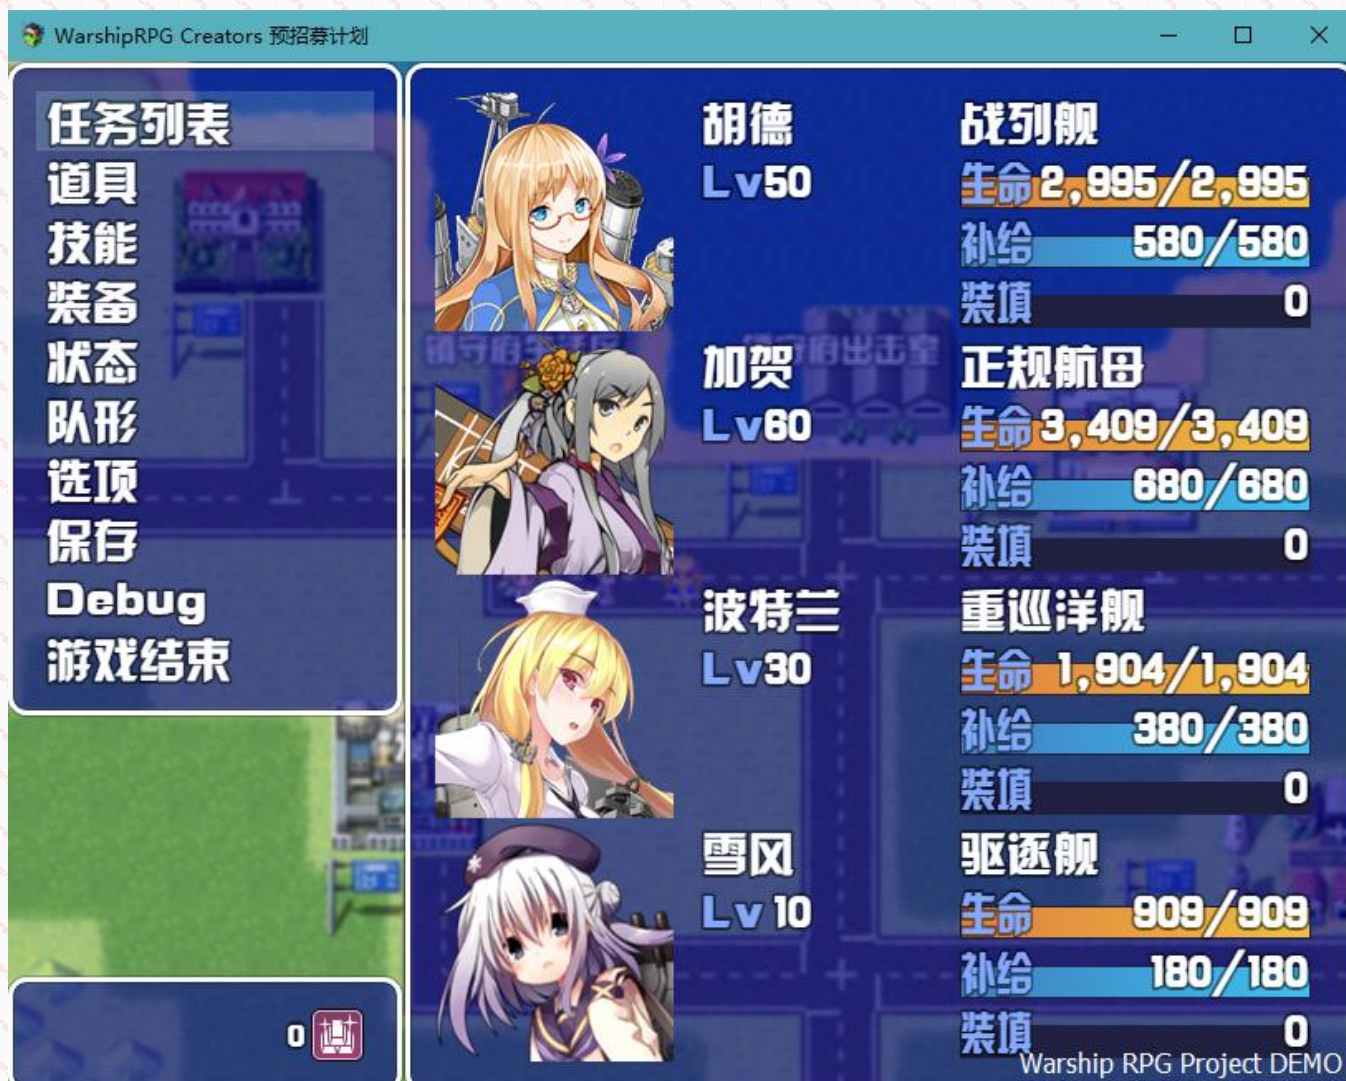 WarshipRPG Creators 预招募计划
任务列表
道具
技能
装备
状态
队形
选项
保存
Debug
游戏结束
0
胡德
Lv50
战列舰
生命2,995/2,995
补给 580/580
装填 0
加贺
Lv60
正规航母
生命3,409/3,409
补给 680/680
装填 0
波特兰
Lv30
重巡洋舰
生命 1,904/1,904
补给 380/380
装填 0
雪风
Lv 10
驱逐舰
生命 909/909
补给 180/180
装填 0
府出击室
Warship RPG Project DEMO